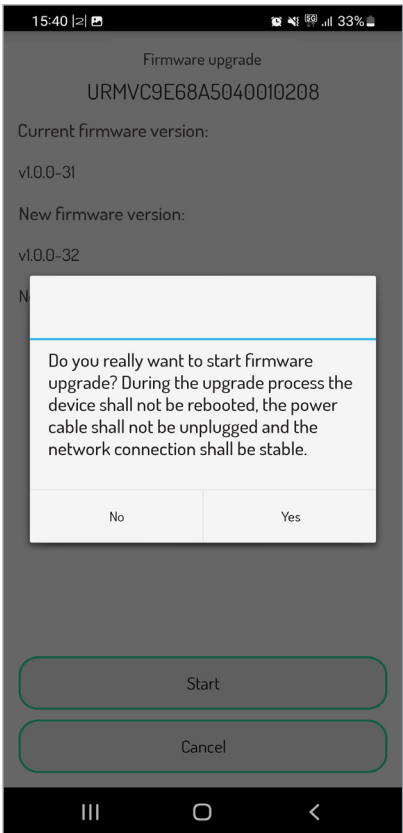 15:40
5G
33%
Firmware upgrade
URMVC9E68A5040010208
Current firmware version:
v1.0.0-31
New firmware version:
v1.0.0-32
Do you really want to start firmware
upgrade? During the upgrade process the
device shall not be rebooted, the power
cable shall not be unplugged and the
network connection shall be stable.
No
Yes
Start
Cancel